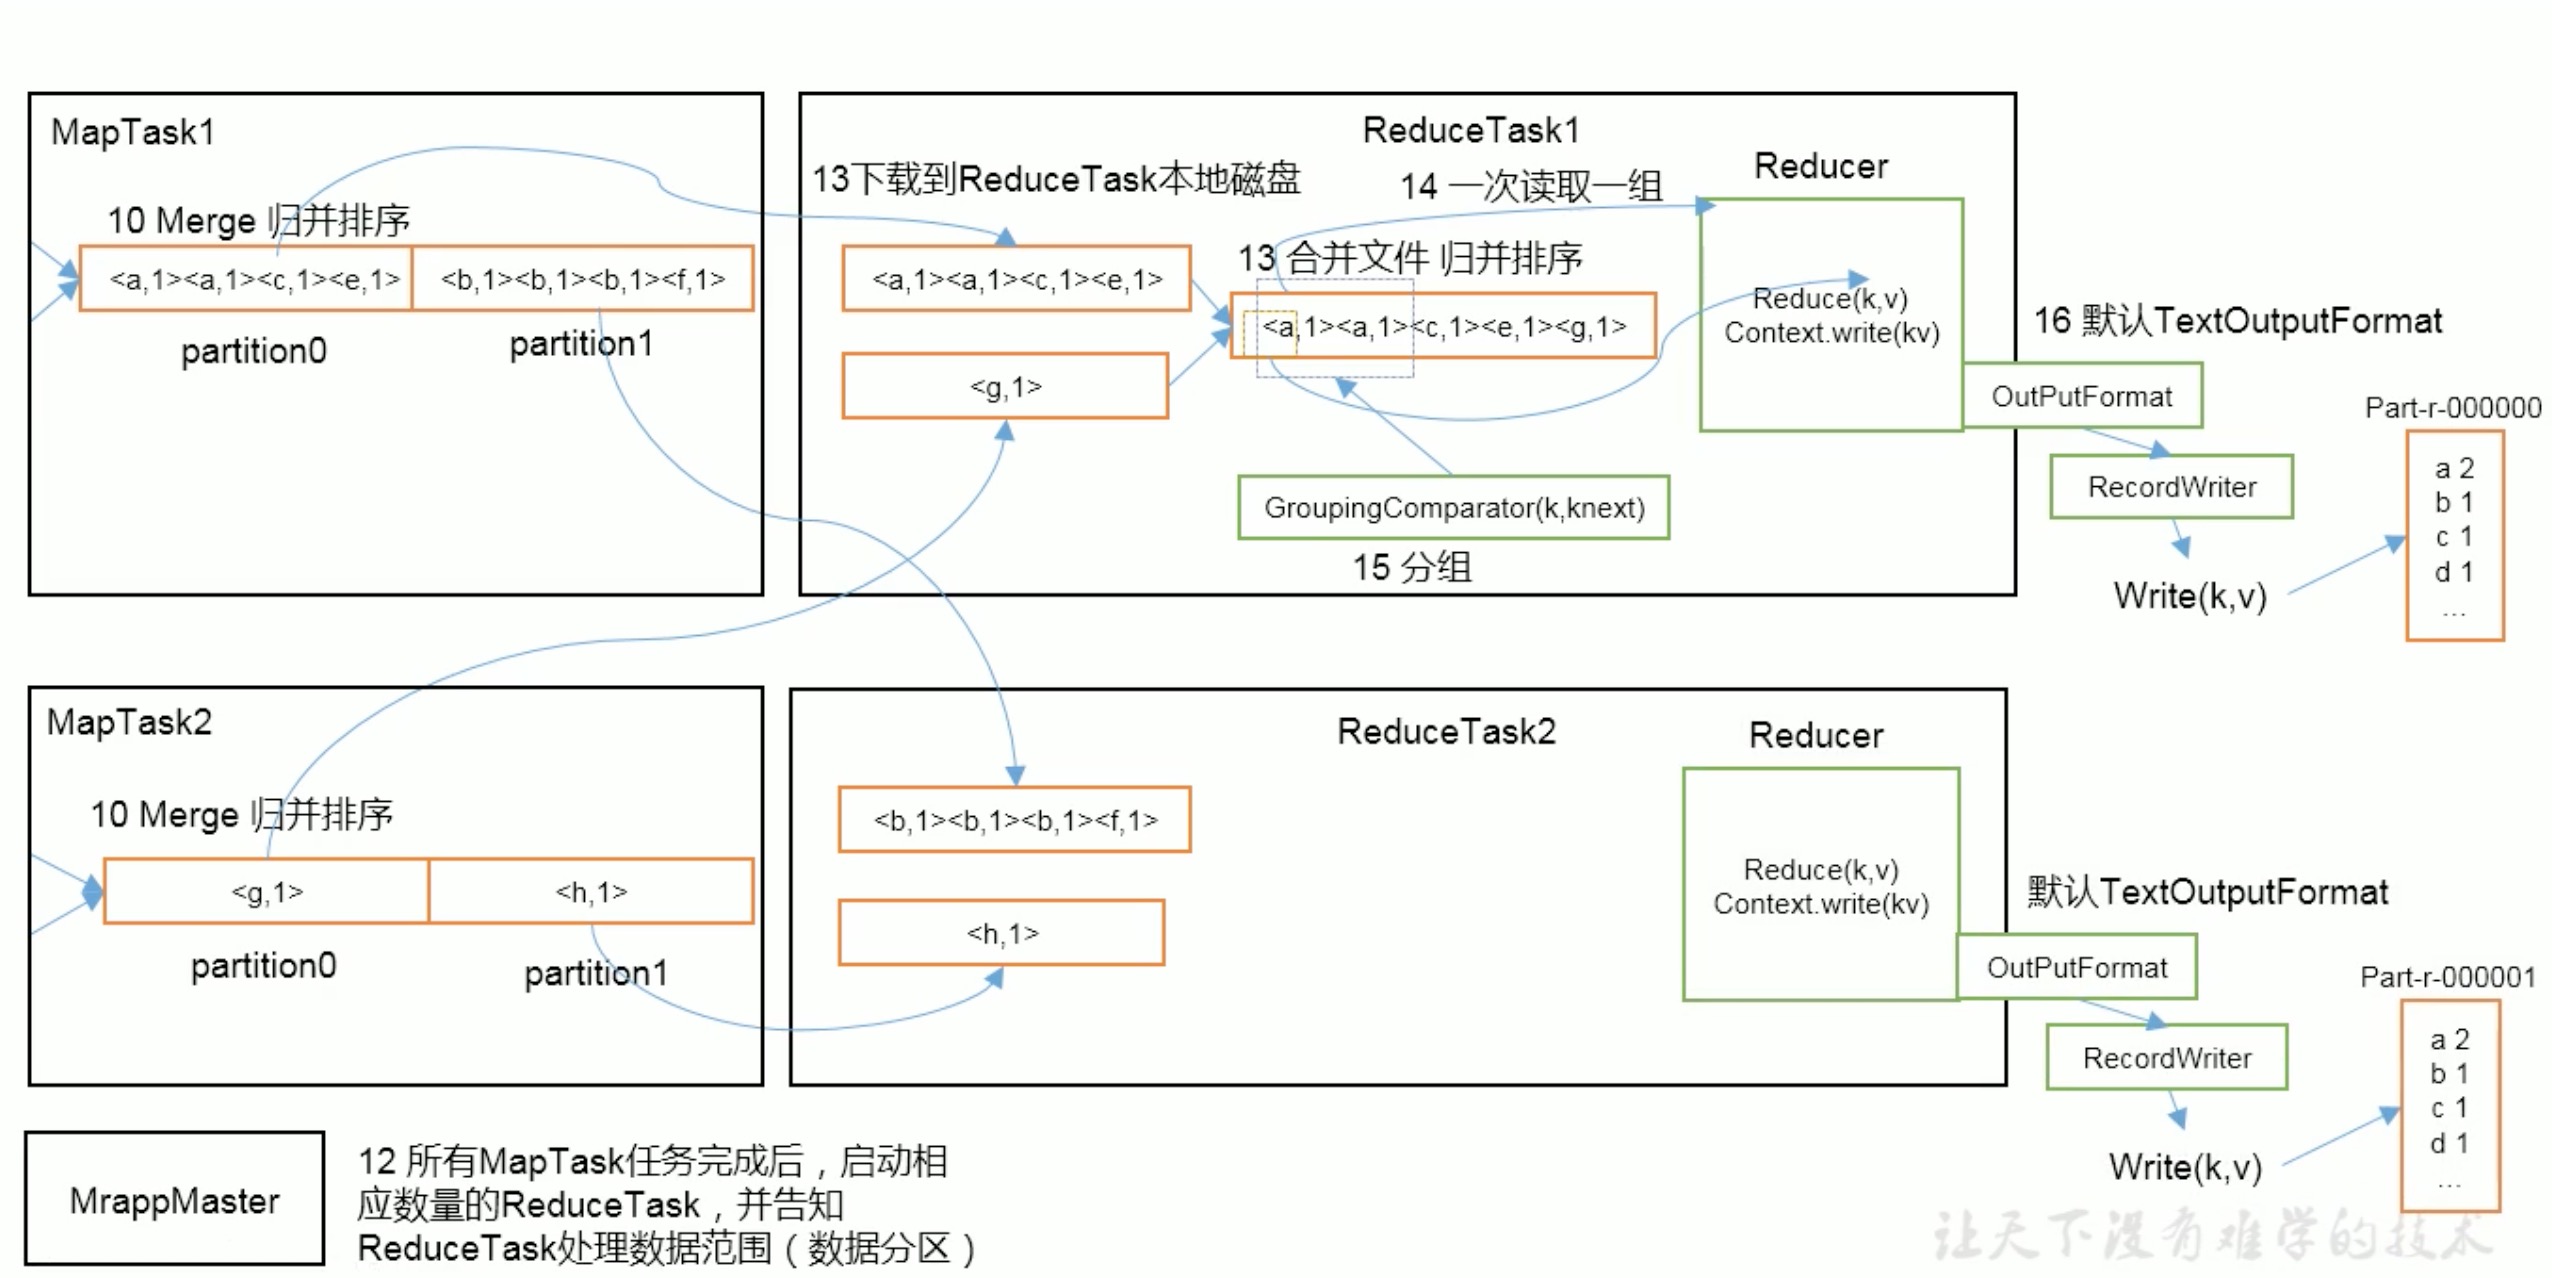 MapTask1
10 Merge 归并排序
<a,1><a,1><c,1><e,1>
<b,1><b,1><b,1><f,1>
partition0
partition1
ReduceTask1
13下载到ReduceTask本地磁盘
14 一次读取一组
Reducer
<a,1><a,1><c,1><e,1>
13 合并文件 归并排序
<a,1><a,1><c,1><e,1><g,1>
<g,1>
Reduce(k,v)
Context.write(kv)
GroupingComparator(k,knext)
15 分组
16 默认TextOutputFormat
OutPutFormat
RecordWriter
Write(k,v)
Part-r-000000
a 2
b 1
c 1
d 1
...
MapTask2
10 Merge 归并排序
<g,1>
<h,1>
partition0
partition1
ReduceTask2
Reducer
<b,1><b,1><b,1><f,1>
<h,1>
Reduce(k,v)
Context.write(kv)
默认TextOutputFormat
OutPutFormat
RecordWriter
Write(k,v)
Part-r-000001
a 2
b 1
c 1
d 1
...
MrappMaster
12 所有MapTask任务完成后，启动相
应数量的ReduceTask，并告知
ReduceTask处理数据范围（数据分区）
让天下没有难学的技术